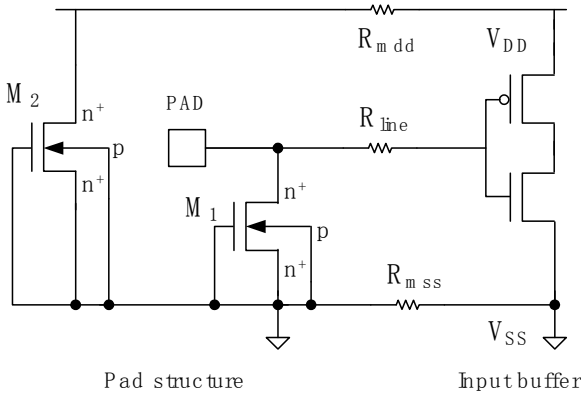 R mdd
V DD
M 2
n+
PAD
p
R line
n+
n+
M 1
p
n+
R mss
V SS
Pad structure
Input buffer